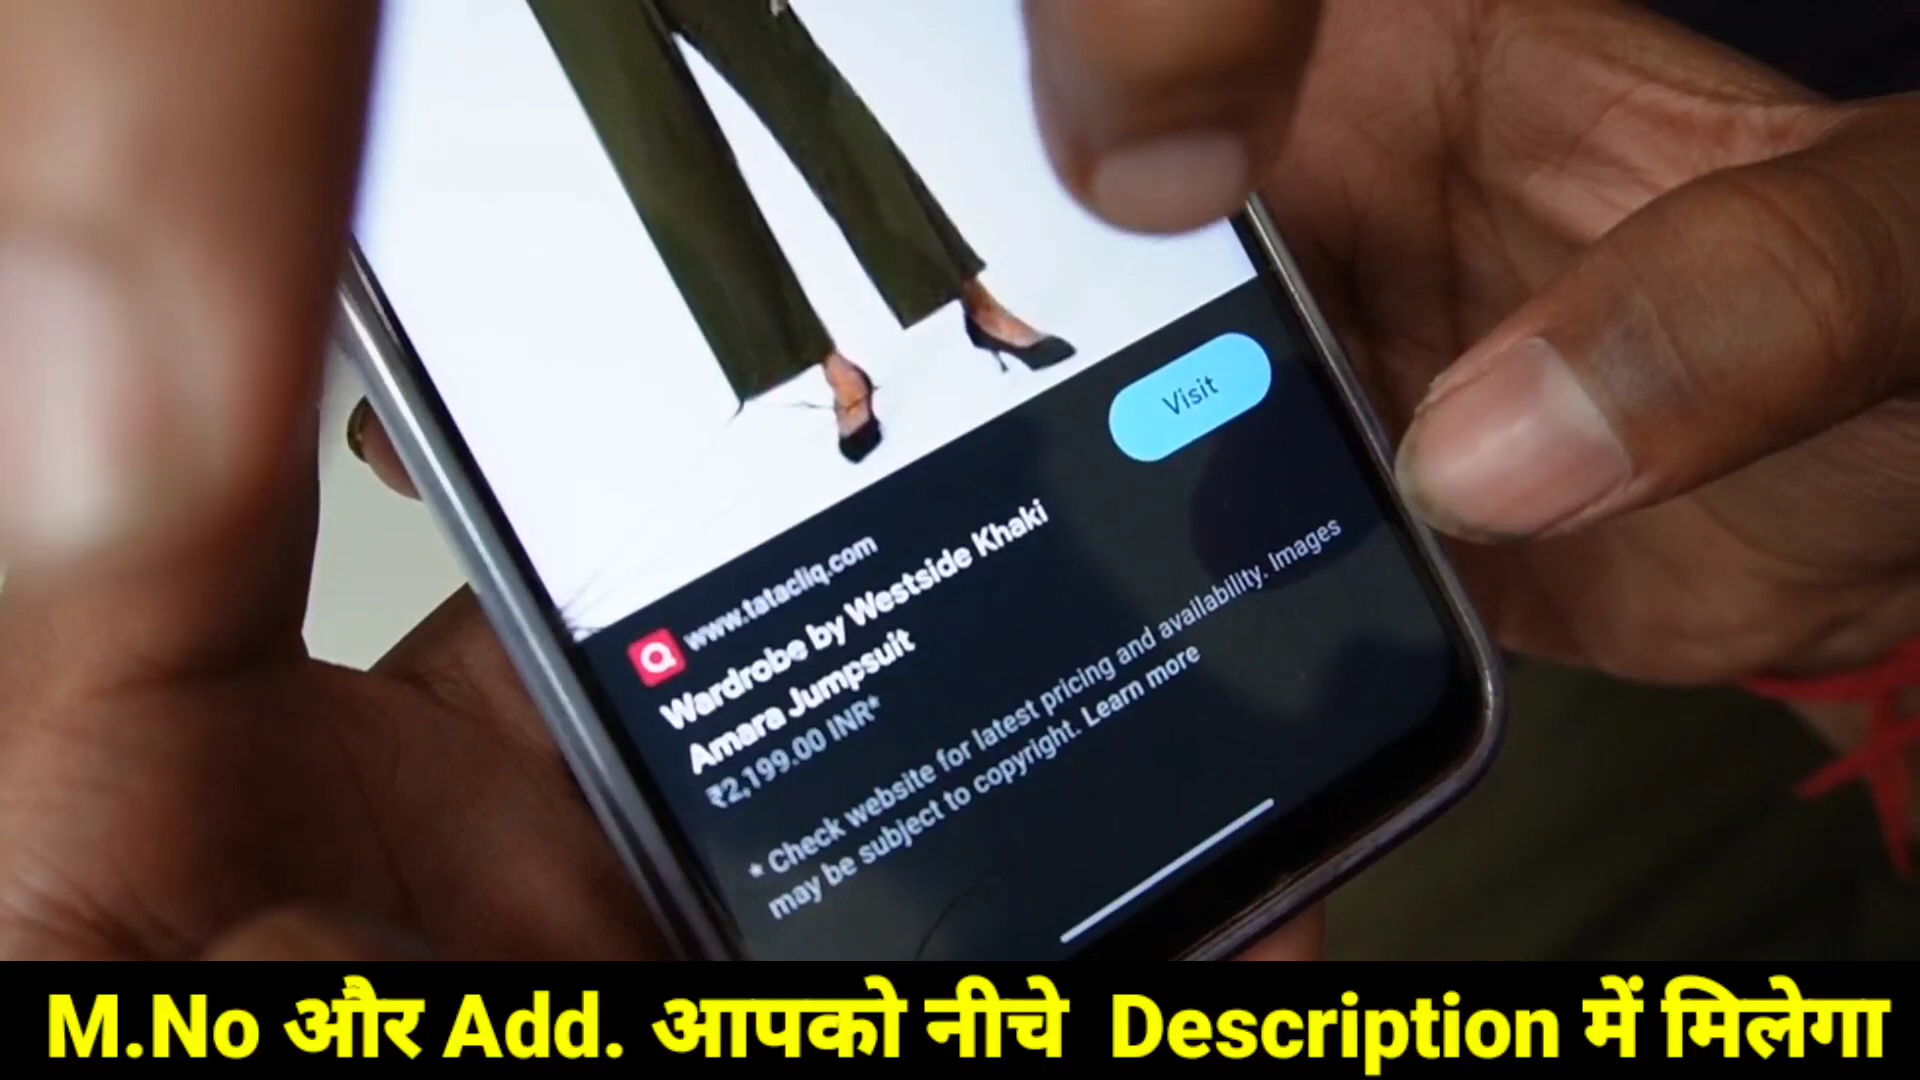 Visit
www.tatacliq.com
Wardrobe by Westside Khaki
Amara Jumpsuit
₹2,199.00 INR*
* Check website for latest pricing and availability. Images
may be subject to copyright. Learn more
M.No और Add. आपको नीचे Description में मिलेगा